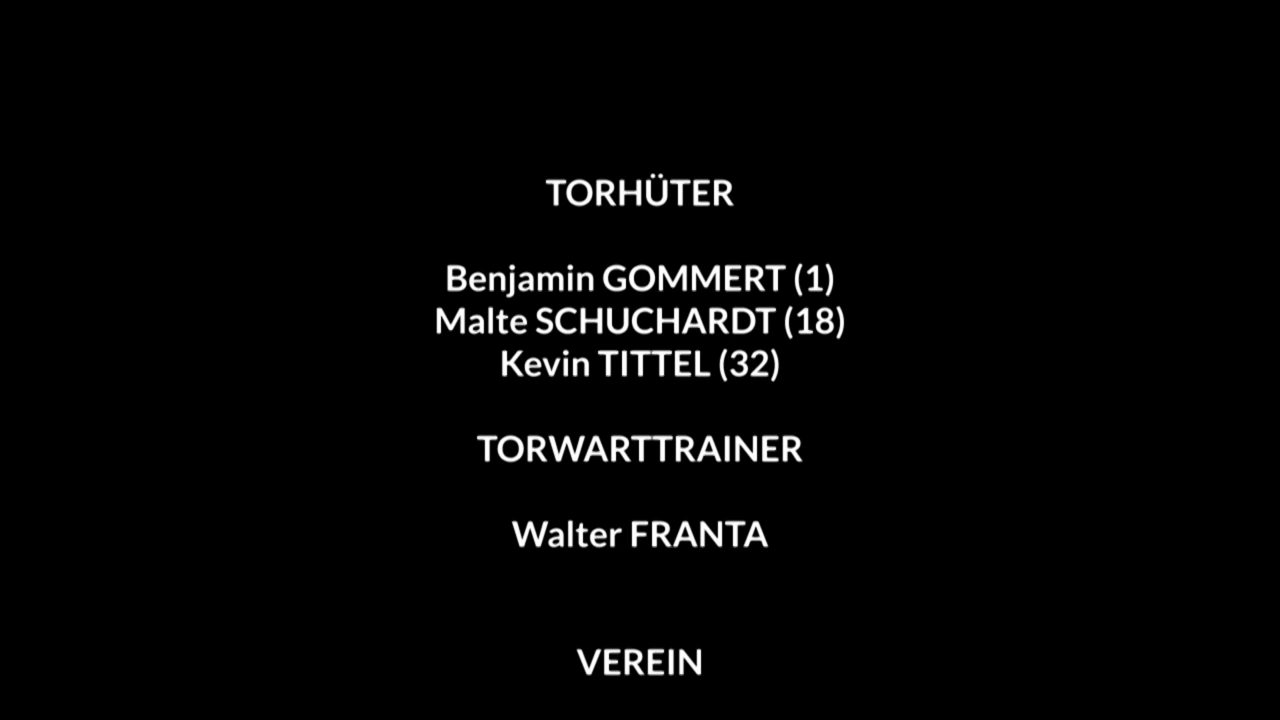 TORHÜTER
Benjamin GOMMERT (1)
Malte SCHUCHARDT (18)
Kevin TITTEL (32)
TORWARTTRAINER
Walter FRANTA
VEREIN